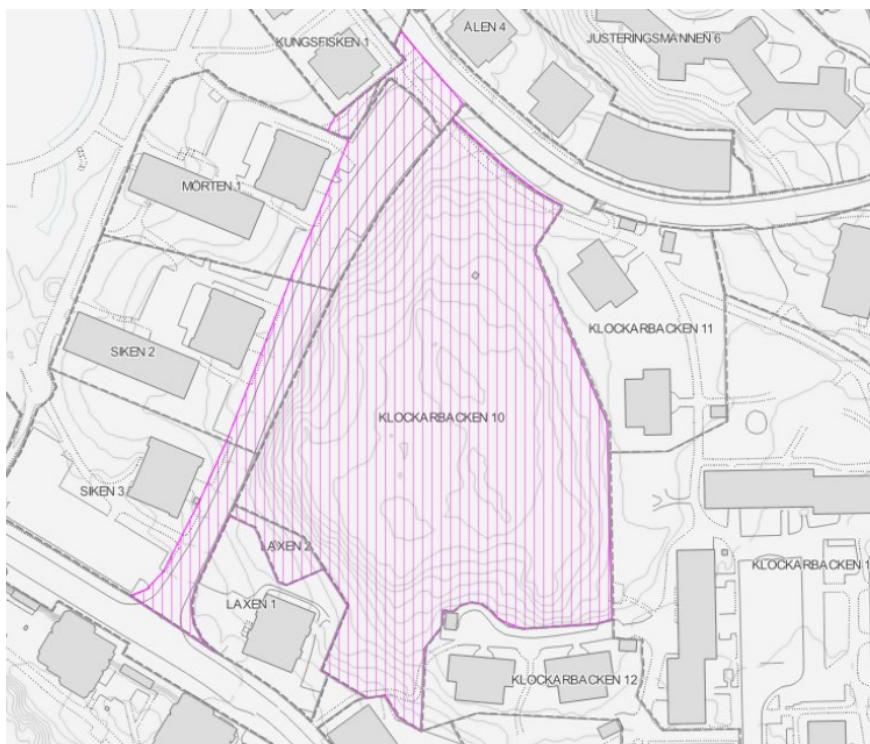 KUNGSFISKEN 1
ÅLEN 4
JUSTERINGSMANNEN 6
MÖRTEN 1
KLOCKARBACKEN 11
SIKEN 2
KLOCKARBACKEN 10
SIKEN 3
LAXEN 2
KLOCKARBACKEN 1
LAXEN 1
KLOCKARBACKEN 12